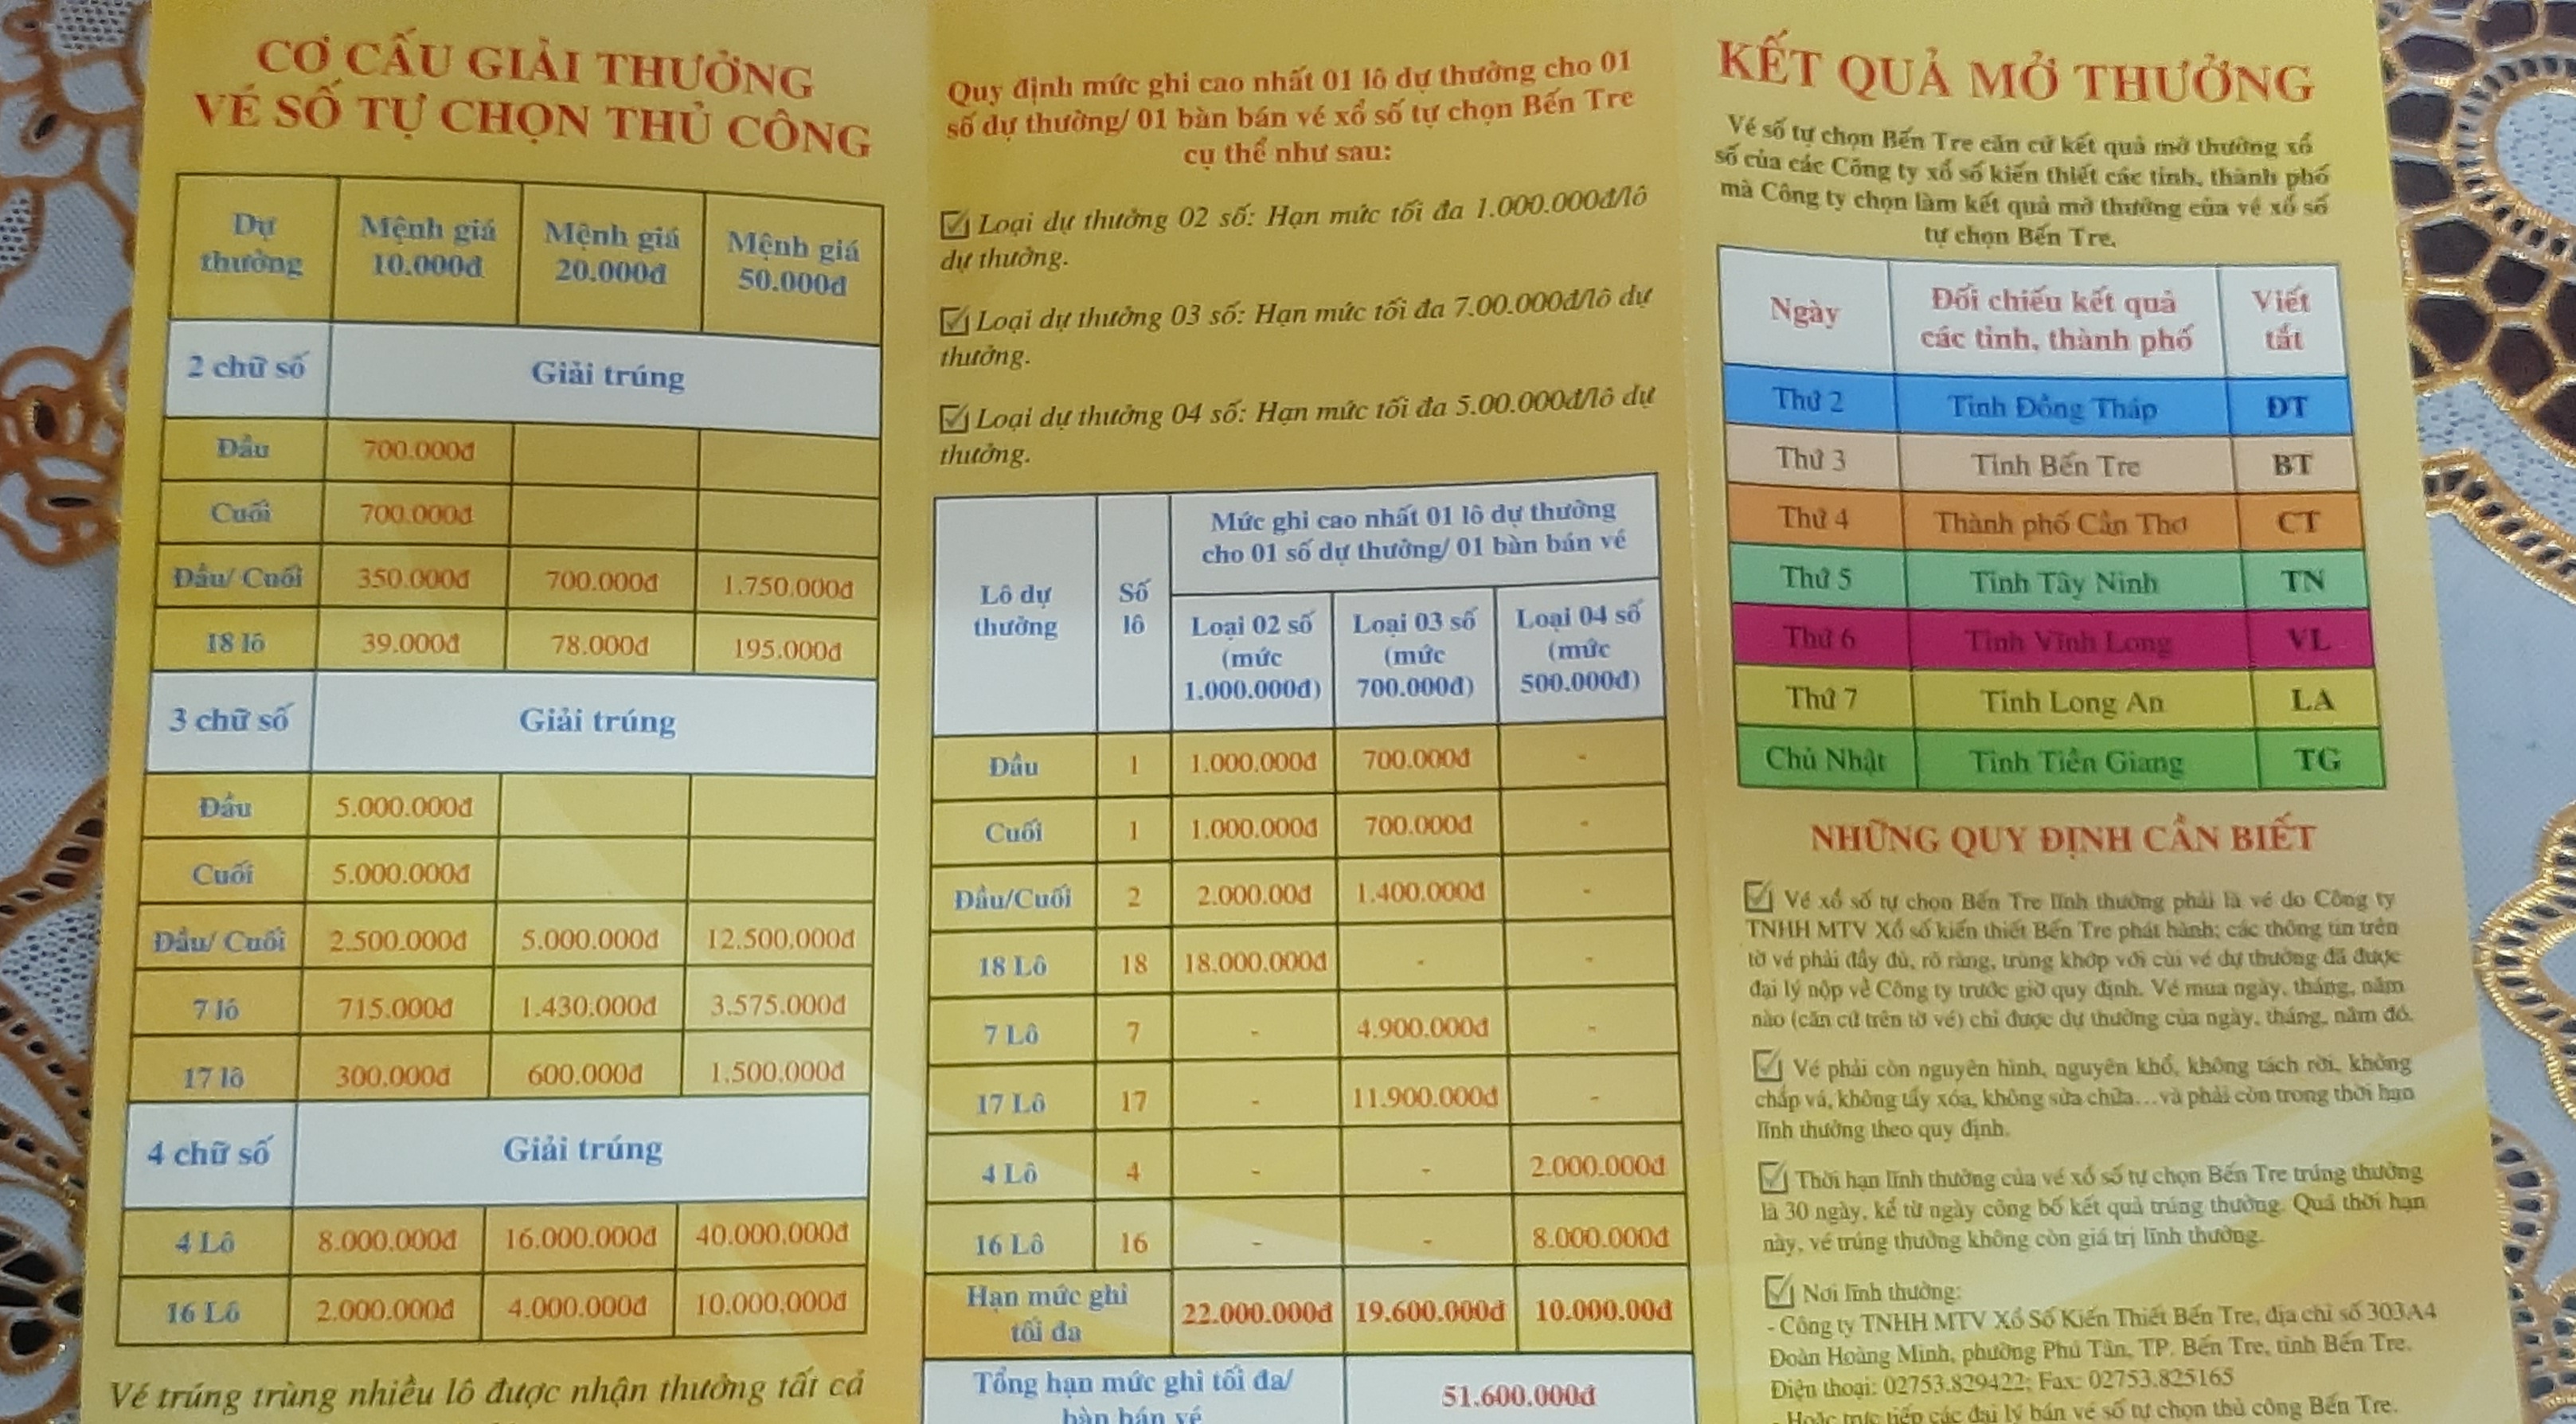 CƠ CẤU GIẢI THƯỞNG
VÉ SỐ TỰ CHỌN THỦ CÔNG
Dự thưởng Mệnh giá 10.000đ Mệnh giá 20.000đ Mệnh giá 50.000đ
2 chữ số Giải trúng
Đầu 700.000đ
Cuối 700.000đ
Đầu/ Cuối 350.000đ 700.000đ 1.750.000đ
18 lô 39.000đ 78.000đ 195.000đ
3 chữ số Giải trúng
Đầu 5.000.000đ
Cuối 5.000.000đ
Đầu/ Cuối 2.500.000đ 5.000.000đ 12.500.000đ
7 lô 715.000đ 1.430.000đ 3.575.000đ
17 lô 300.000đ 600.000đ 1.500.000đ
4 chữ số Giải trúng
4 Lô 8.000.000đ 16.000.000đ 40.000.000đ
16 Lô 2.000.000đ 4.000.000đ 10.000.000đ
Vé trúng trùng nhiều lô được nhận thưởng tất cả
Quy định mức ghi cao nhất 01 lô dự thưởng cho 01
số dự thưởng/ 01 bàn bán vé xổ số tự chọn Bến Tre
cụ thể như sau:
Loại dự thưởng 02 số: Hạn mức tối đa 1.000.000đ/lô
dự thưởng.
Loại dự thưởng 03 số: Hạn mức tối đa 7.00.000đ/lô dự
thưởng.
Loại dự thưởng 04 số: Hạn mức tối đa 5.00.000đ/lô dự
thưởng.
Lô dự thưởng Số lô Mức ghi cao nhất 01 lô dự thưởng
cho 01 số dự thưởng/ 01 bàn bán vé
Loại 02 số (mức 1.000.000đ) Loại 03 số (mức 700.000đ) Loại 04 số (mức 500.000đ)
Đầu 1 1.000.000đ 700.000đ -
Cuối 1 1.000.000đ 700.000đ -
Đầu/Cuối 2 2.000.00đ 1.400.000đ -
18 Lô 18 18.000.000đ - -
7 Lô 7 - 4.900.000đ -
17 Lô 17 - 11.900.000đ -
4 Lô 4 - - 2.000.000đ
16 Lô 16 - - 8.000.000đ
Hạn mức ghi tối đa 22.000.000đ 19.600.000đ 10.000.00đ
Tổng hạn mức ghi tối đa/ 51.600.000đ
bàn bán vé
KẾT QUẢ MỞ THƯỞNG
Vé số tự chọn Bến Tre căn cứ kết quả mở thưởng xổ
số của các Công ty xổ số kiến thiết các tỉnh, thành phố
mà Công ty chọn làm kết quả mở thưởng của vé xổ số
tự chọn Bến Tre.
Ngày Đối chiếu kết quả các tỉnh, thành phố Viết tắt
Thứ 2 Tỉnh Đồng Tháp ĐT
Thứ 3 Tỉnh Bến Tre BT
Thứ 4 Thành phố Cần Thơ CT
Thứ 5 Tỉnh Tây Ninh TN
Thứ 6 Tỉnh Vĩnh Long VL
Thứ 7 Tỉnh Long An LA
Chủ Nhật Tỉnh Tiền Giang TG
NHỮNG QUY ĐỊNH CẦN BIẾT
Vé xổ số tự chọn Bến Tre lĩnh thưởng phải là vé do Công ty
TNHH MTV Xổ số kiến thiết Bến Tre phát hành; các thông tin trên
tờ vé phải đầy đủ, rõ ràng, trùng khớp với cùi vé dự thưởng đã được
đại lý nộp về Công ty trước giờ quy định. Vé mua ngày, tháng, năm
nào (căn cứ trên tờ vé) chỉ được dự thưởng của ngày, tháng, năm đó.
Vé phải còn nguyên hình, nguyên khổ, không tách rời, không
chắp vá, không tẩy xóa, không sửa chữa...và phải còn trong thời hạn
lĩnh thưởng theo quy định.
Thời hạn lĩnh thưởng của vé xổ số tự chọn Bến Tre trúng thưởng
là 30 ngày, kể từ ngày công bố kết quả trúng thưởng. Quá thời hạn
này, vé trúng thưởng không còn giá trị lĩnh thưởng.
Nơi lĩnh thưởng:
- Công ty TNHH MTV Xổ Số Kiến Thiết Bến Tre, địa chỉ số 303A4
Đoàn Hoàng Minh, phường Phú Tân, TP. Bến Tre, tỉnh Bến Tre.
Điện thoại: 02753.829422; Fax: 02753.825165
- Hoặc trực tiếp các đại lý bán vé số tự chọn thủ công Bến Tre.